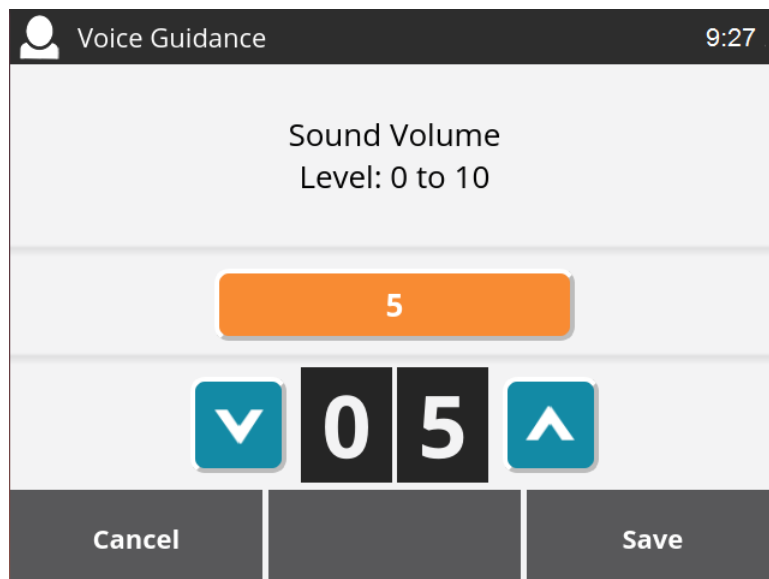 Voice Guidance 9:27
Sound Volume
Level: 0 to 10
5
0 5
Cancel Save